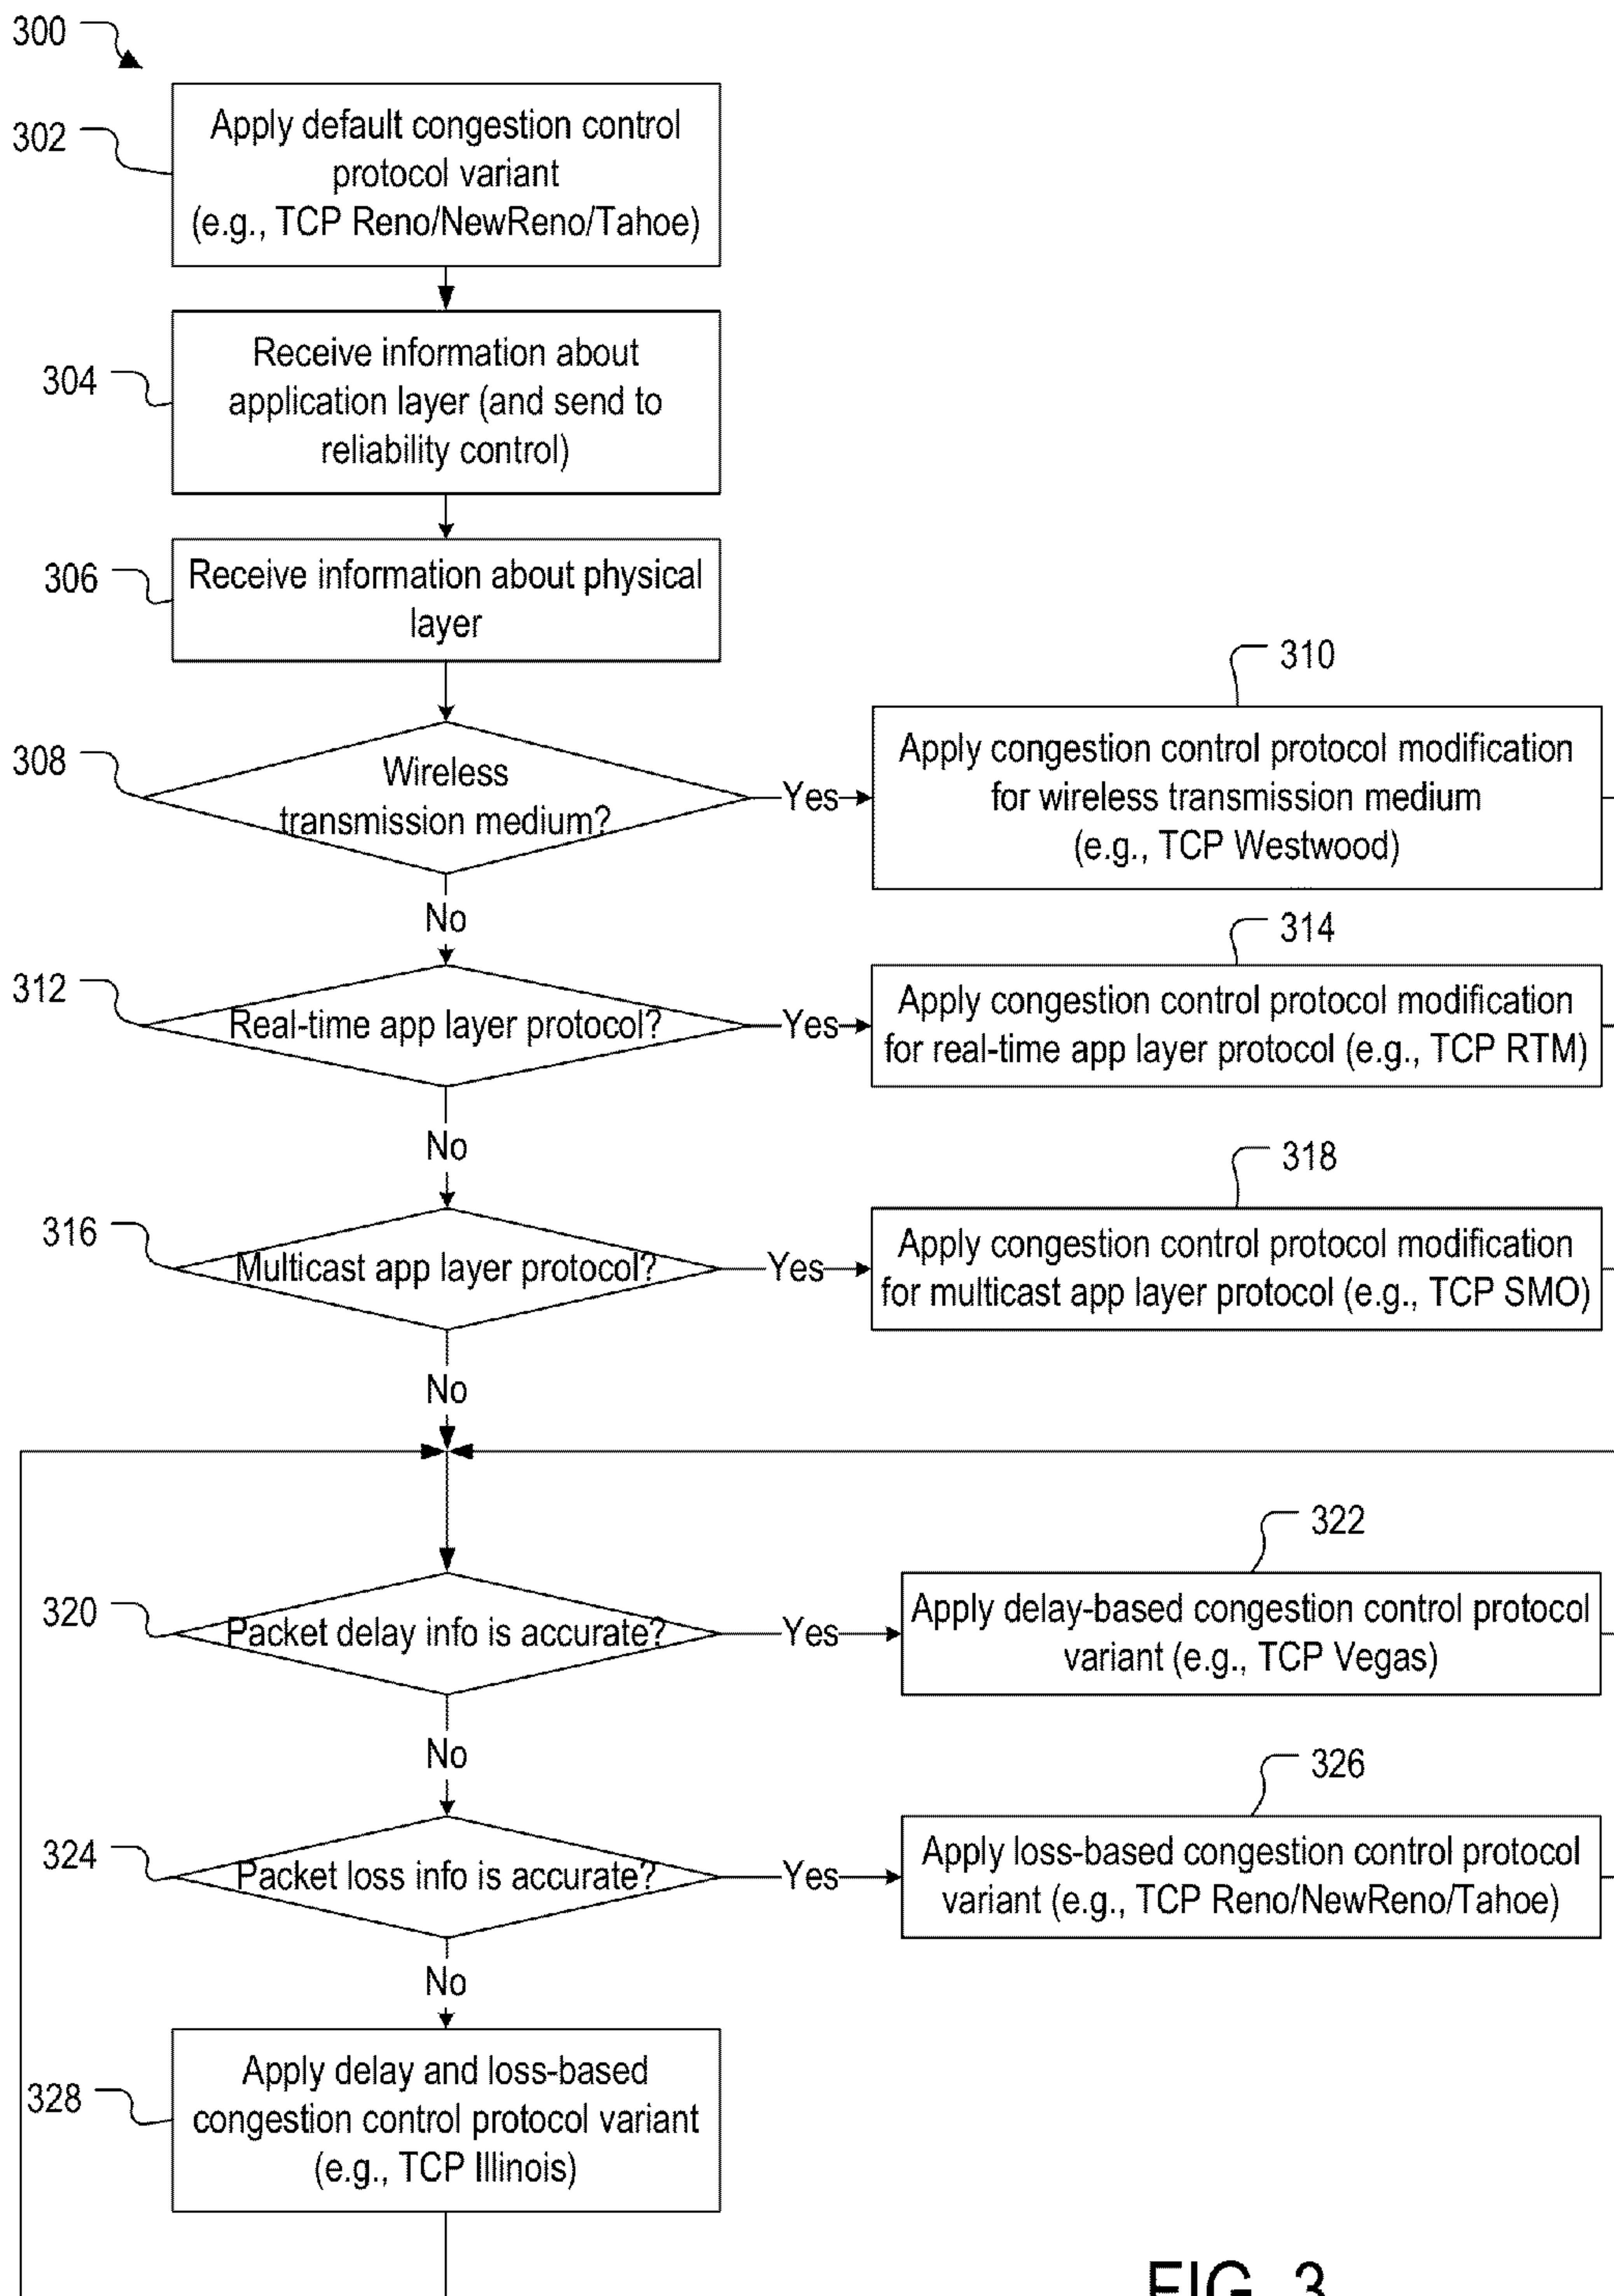 300
302
Apply default congestion control
protocol variant
(e.g., TCP Reno/NewReno/Tahoe)
304
Receive information about
application layer (and send to
reliability control)
306
Receive information about physical
layer
308
Wireless
transmission medium?
Yes
310
Apply congestion control protocol modification
for wireless transmission medium
(e.g., TCP Westwood)
No
312
Real-time app layer protocol?
Yes
314
Apply congestion control protocol modification
for real-time app layer protocol (e.g., TCP RTM)
No
316
Multicast app layer protocol?
Yes
318
Apply congestion control protocol modification
for multicast app layer protocol (e.g., TCP SMO)
No
320
Packet delay info is accurate?
Yes
322
Apply delay-based congestion control protocol
variant (e.g., TCP Vegas)
No
324
Packet loss info is accurate?
Yes
326
Apply loss-based congestion control protocol
variant (e.g., TCP Reno/NewReno/Tahoe)
No
328
Apply delay and loss-based
congestion control protocol variant
(e.g., TCP Illinois)
FIG. 3